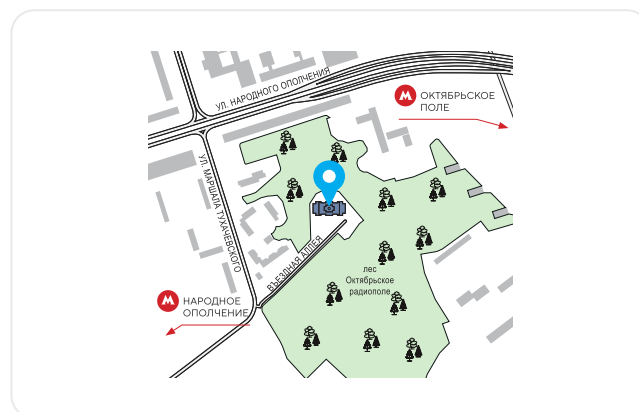 УЛ. НАРОДНОГО ОПОЛЧЕНИЯ
М ОКТЯБРЬСКОЕ
ПОЛЕ
УЛ. МАРШАЛА ТУХАЧЕВСКОГО
ВЪЕЗДНАЯ АЛЛЕЯ
лес
Октябрьское
радиополе
М НАРОДНОЕ
ОПОЛЧЕНИЕ